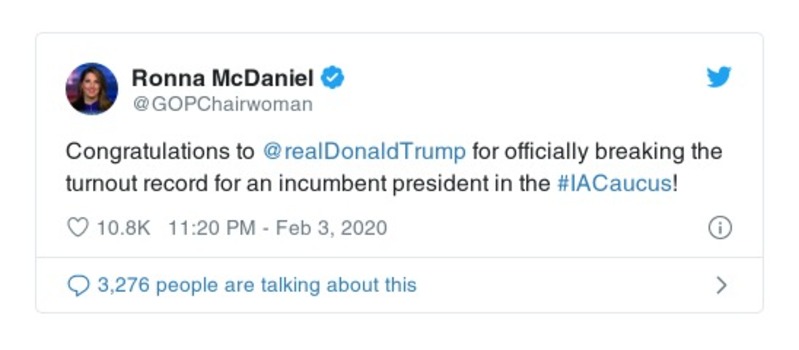 Ronna McDaniel
@GOPChairwoman
Congratulations to @realDonaldTrump for officially breaking the
turnout record for an incumbent president in the #IACaucus!
10.8K 11:20 PM - Feb 3, 2020
3,276 people are talking about this